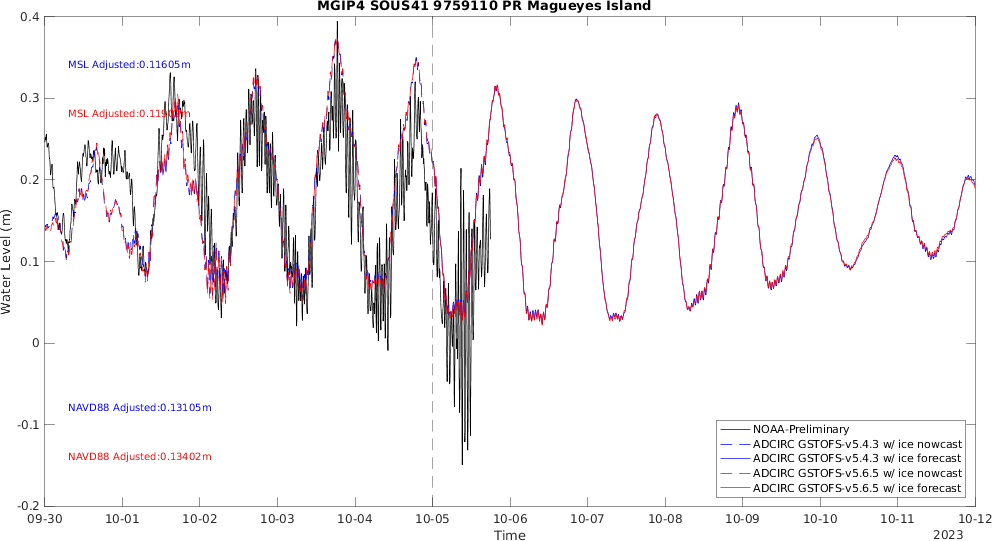 MGIP4 SOUS41 9759110 PR Magueyes Island
0.4
0.3
0.2
0.1
0
-0.1
-0.2
Water Level (m)
MSL Adjusted:0.11605m
MSL Adjusted:
NAVD88 Adjusted:0.13105m
NAVD88 Adjusted:0.13402m
NOAA-Preliminary
ADCIRC GSTOFS-v5.4.3 w/ ice nowcast
ADCIRC GSTOFS-v5.4.3 w/ ice forecast
ADCIRC GSTOFS-v5.6.5 w/ ice nowcast
ADCIRC GSTOFS-v5.6.5 w/ ice forecast
09-30 10-01 10-02 10-03 10-04 10-05 10-06 10-07 10-08 10-09 10-10 10-11 10-12
Time
2023